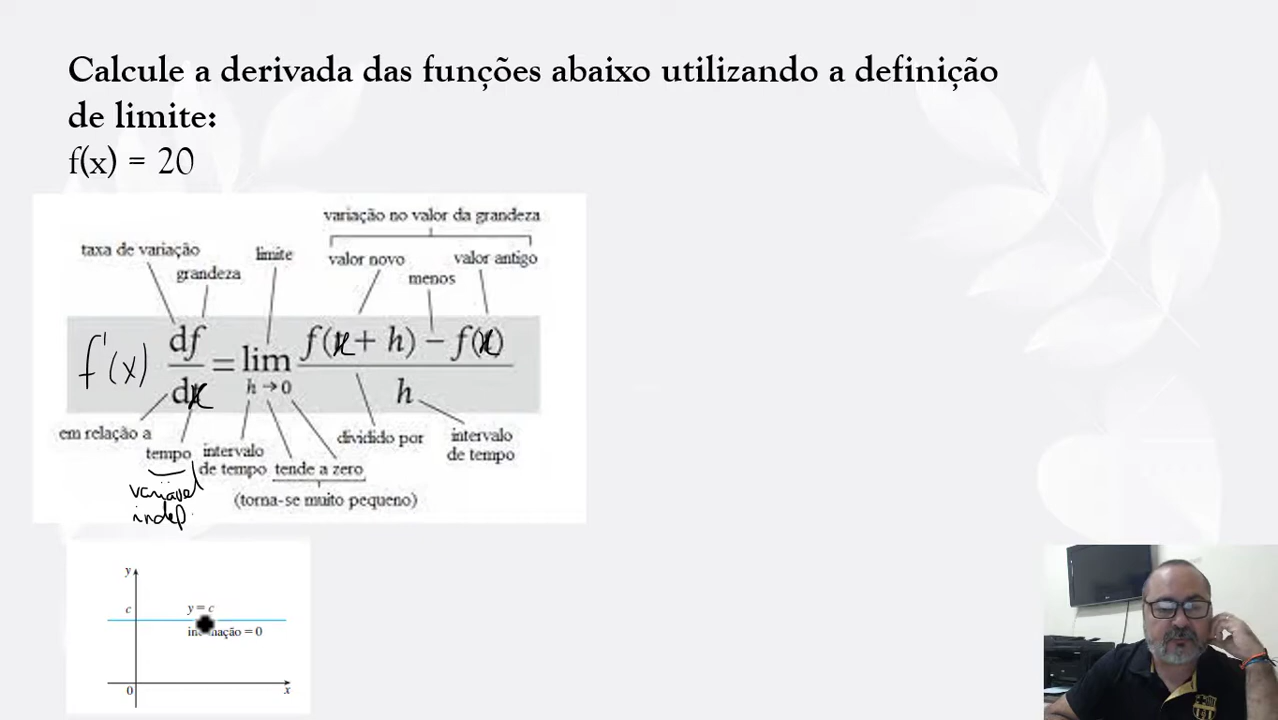 Calcule a derivada das funções abaixo utilizando a definição
de limite:
f(x) = 20
variação no valor da grandeza
taxa de variação
grandeza
limite
valor novo
menos
valor antigo
f'(x) df/dx = lim h→0 f(x + h) − f(x) / h
em relação a
tempo
intervalo
de tempo
tende a zero
(torna-se muito pequeno)
dividido por
intervalo
de tempo
variável
indep.
y
c
y = c
= 0
0
x